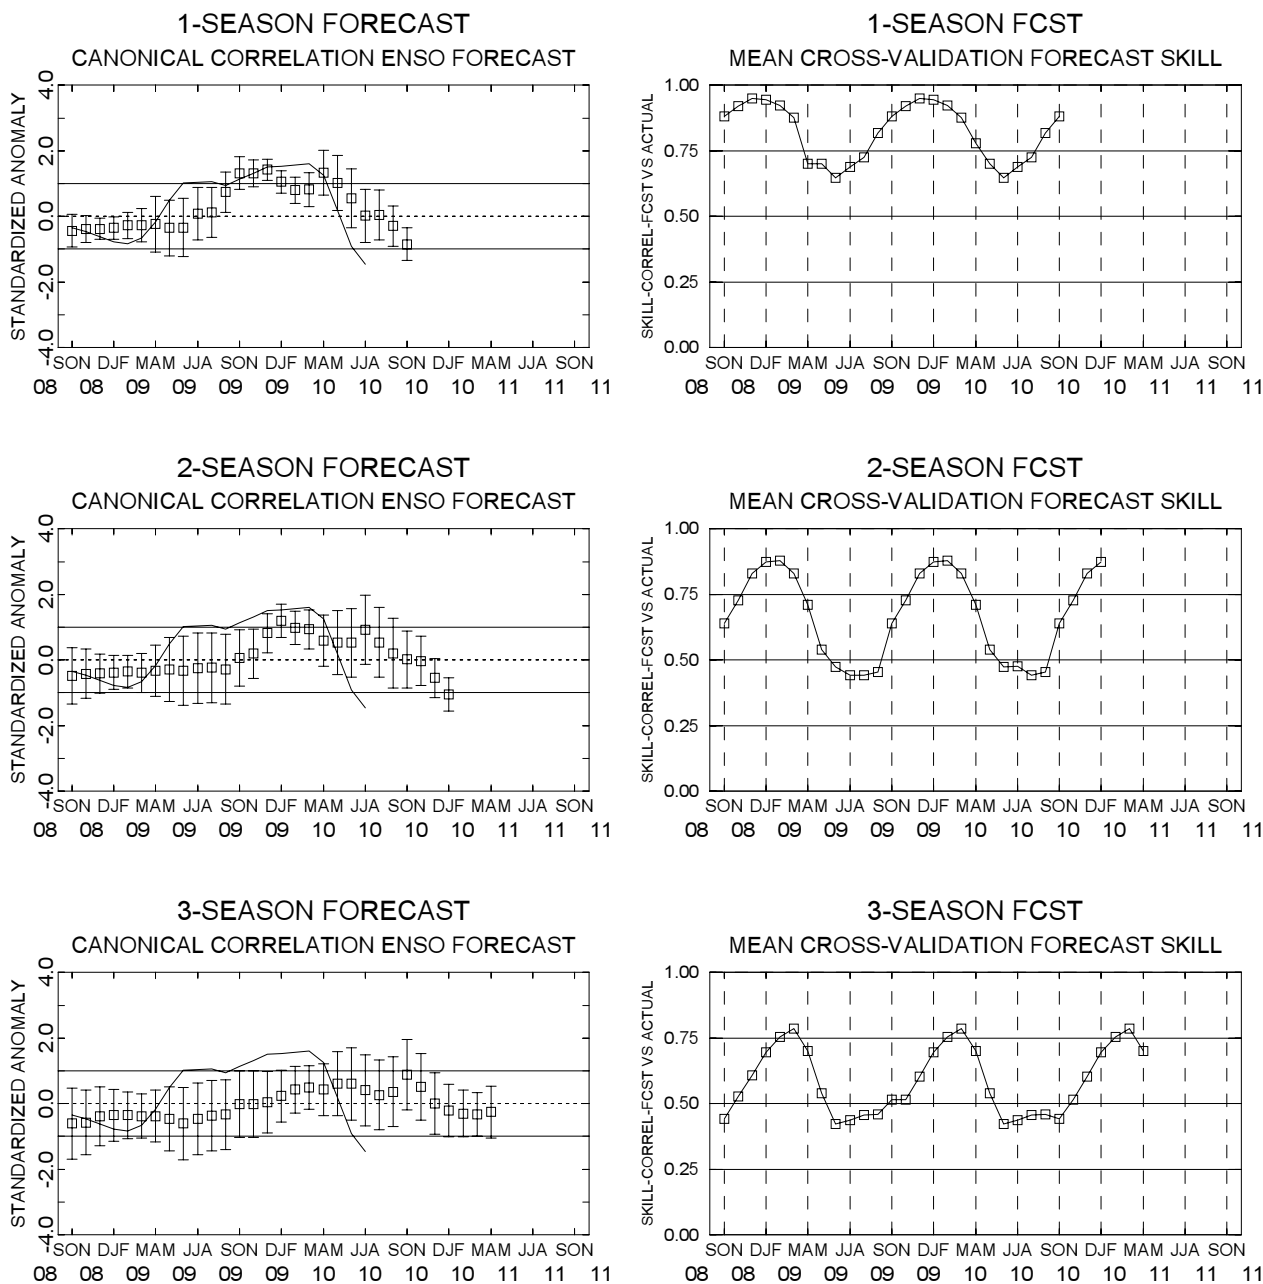 1-SEASON FORECAST
CANONICAL CORRELATION ENSO FORECAST
STANDARDIZED ANOMALY
4.0
2.0
0.0
-2.0
-4.0
SON DJF MAM JJA SON DJF MAM JJA SON DJF MAM JJA SON
08 08 09 09 09 09 10 10 10 10 11 11 11 11
1-SEASON FCST
MEAN CROSS-VALIDATION FORECAST SKILL
SKILL-CORREL-FCST VS ACTUAL
1.00
0.75
0.50
0.25
0.00
SON DJF MAM JJA SON DJF MAM JJA SON DJF MAM JJA SON
08 08 09 09 09 09 10 10 10 10 11 11 11 11
2-SEASON FORECAST
CANONICAL CORRELATION ENSO FORECAST
STANDARDIZED ANOMALY
4.0
2.0
0.0
-2.0
-4.0
SON DJF MAM JJA SON DJF MAM JJA SON DJF MAM JJA SON
08 08 09 09 09 09 10 10 10 10 11 11 11 11
2-SEASON FCST
MEAN CROSS-VALIDATION FORECAST SKILL
SKILL-CORREL-FCST VS ACTUAL
1.00
0.75
0.50
0.25
0.00
SON DJF MAM JJA SON DJF MAM JJA SON DJF MAM JJA SON
08 08 09 09 09 09 10 10 10 10 11 11 11 11
3-SEASON FORECAST
CANONICAL CORRELATION ENSO FORECAST
STANDARDIZED ANOMALY
4.0
2.0
0.0
-2.0
-4.0
SON DJF MAM JJA SON DJF MAM JJA SON DJF MAM JJA SON
08 08 09 09 09 09 10 10 10 10 11 11 11 11
3-SEASON FCST
MEAN CROSS-VALIDATION FORECAST SKILL
SKILL-CORREL-FCST VS ACTUAL
1.00
0.75
0.50
0.25
0.00
SON DJF MAM JJA SON DJF MAM JJA SON DJF MAM JJA SON
08 08 09 09 09 09 10 10 10 10 11 11 11 11